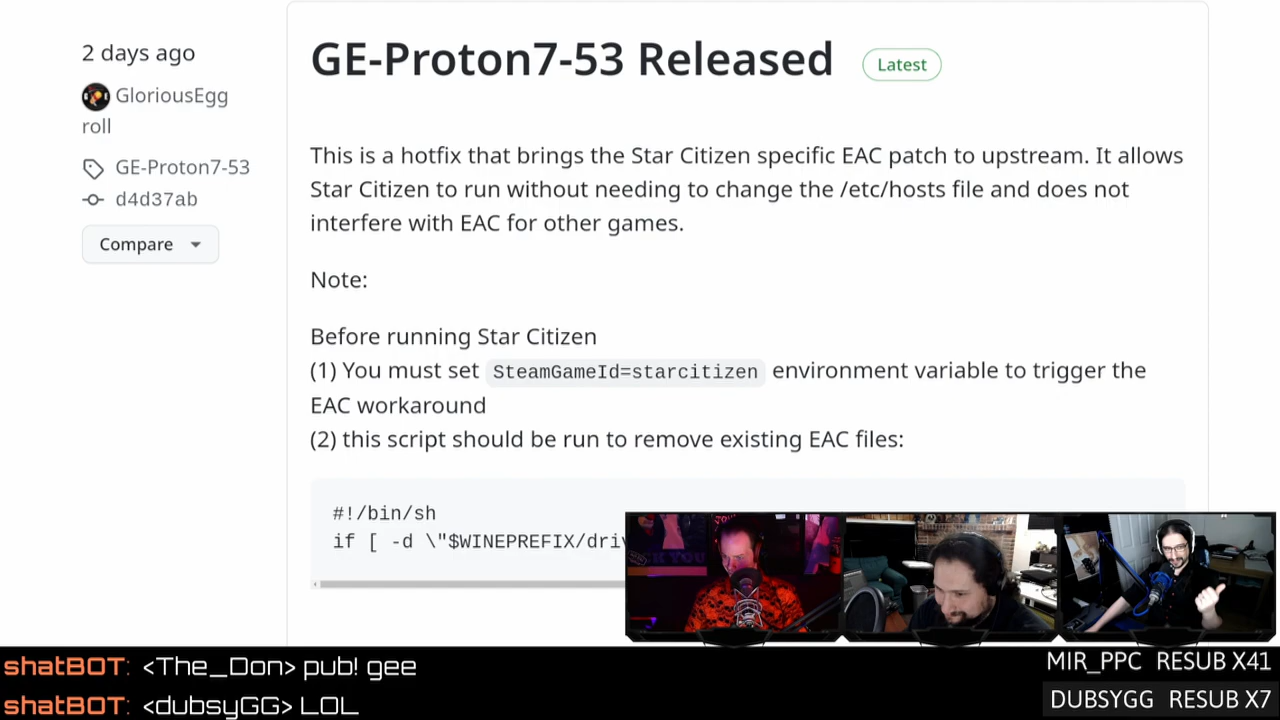 2 days ago
GloriousEgg
roll
GE-Proton7-53
d4d37ab
Compare
GE-Proton7-53 Released
Latest
This is a hotfix that brings the Star Citizen specific EAC patch to upstream. It allows
Star Citizen to run without needing to change the /etc/hosts file and does not
interfere with EAC for other games.
Note:
Before running Star Citizen
(1) You must set SteamGameId=starcitizen environment variable to trigger the
EAC workaround
(2) this script should be run to remove existing EAC files:
#!/bin/sh
if [ -d \"$WINEPREFIX/driv
shatBOT: <The_Don> pub! gee
shatBOT: <dubsyGG> LOL
MIR_PPC RESUB X41
DUBSYGG RESUB X7